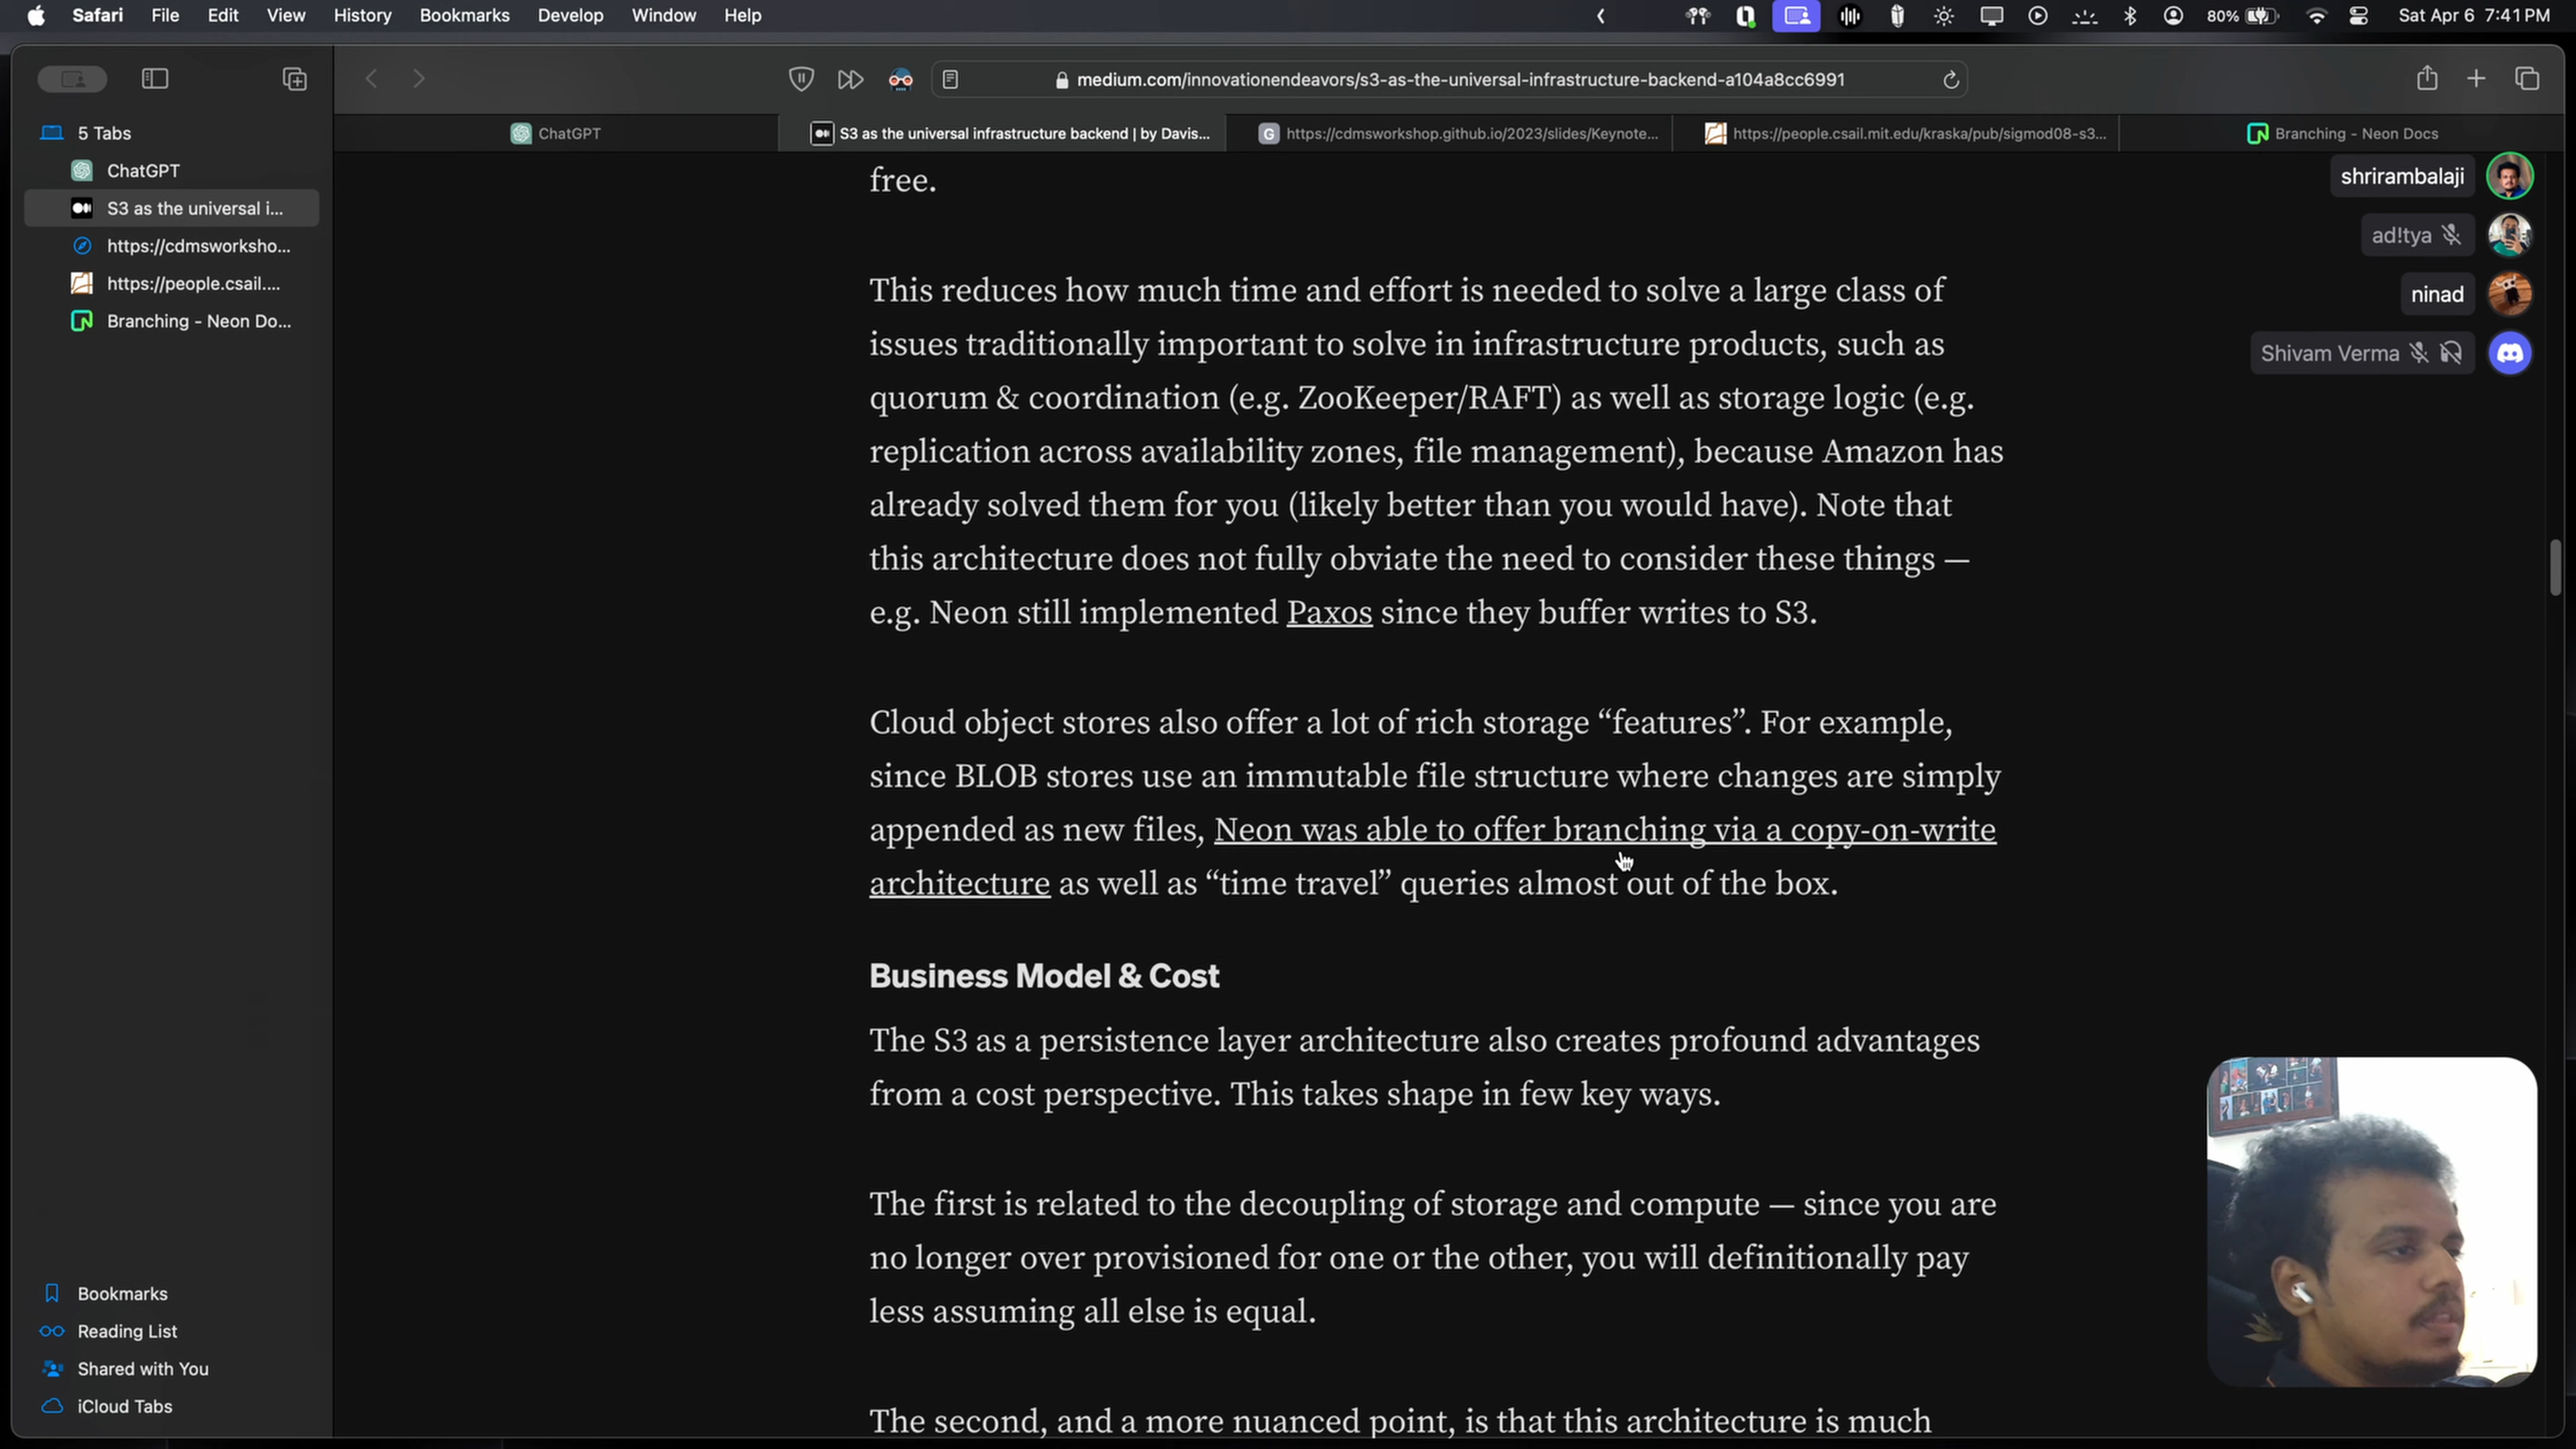 Safari File Edit View History Bookmarks Develop Window Help
80% Sat Apr 6 7:41 PM
medium.com/innovationendeavors/s3-as-the-universal-infrastructure-backend-a104a8cc6991
5 Tabs
ChatGPT
S3 as the universal i...
https://cdmsworksho...
https://people.csail....
Branching - Neon Do...
Bookmarks
Reading List
Shared with You
iCloud Tabs
ChatGPT
S3 as the universal infrastructure backend | by Davis...
G https://cdmsworkshop.github.io/2023/slides/Keynote...
https://people.csail.mit.edu/kraska/pub/sigmod08-s3...
Branching - Neon Docs
free.
This reduces how much time and effort is needed to solve a large class of
issues traditionally important to solve in infrastructure products, such as
quorum & coordination (e.g. ZooKeeper/RAFT) as well as storage logic (e.g.
replication across availability zones, file management), because Amazon has
already solved them for you (likely better than you would have). Note that
this architecture does not fully obviate the need to consider these things —
e.g. Neon still implemented Paxos since they buffer writes to S3.
Cloud object stores also offer a lot of rich storage “features”. For example,
since BLOB stores use an immutable file structure where changes are simply
appended as new files, Neon was able to offer branching via a copy-on-write
architecture as well as “time travel” queries almost out of the box.
Business Model & Cost
The S3 as a persistence layer architecture also creates profound advantages
from a cost perspective. This takes shape in few key ways.
The first is related to the decoupling of storage and compute — since you are
no longer over provisioned for one or the other, you will definitionally pay
less assuming all else is equal.
The second, and a more nuanced point, is that this architecture is much
shrirambalaji
ad!tya
ninad
Shivam Verma